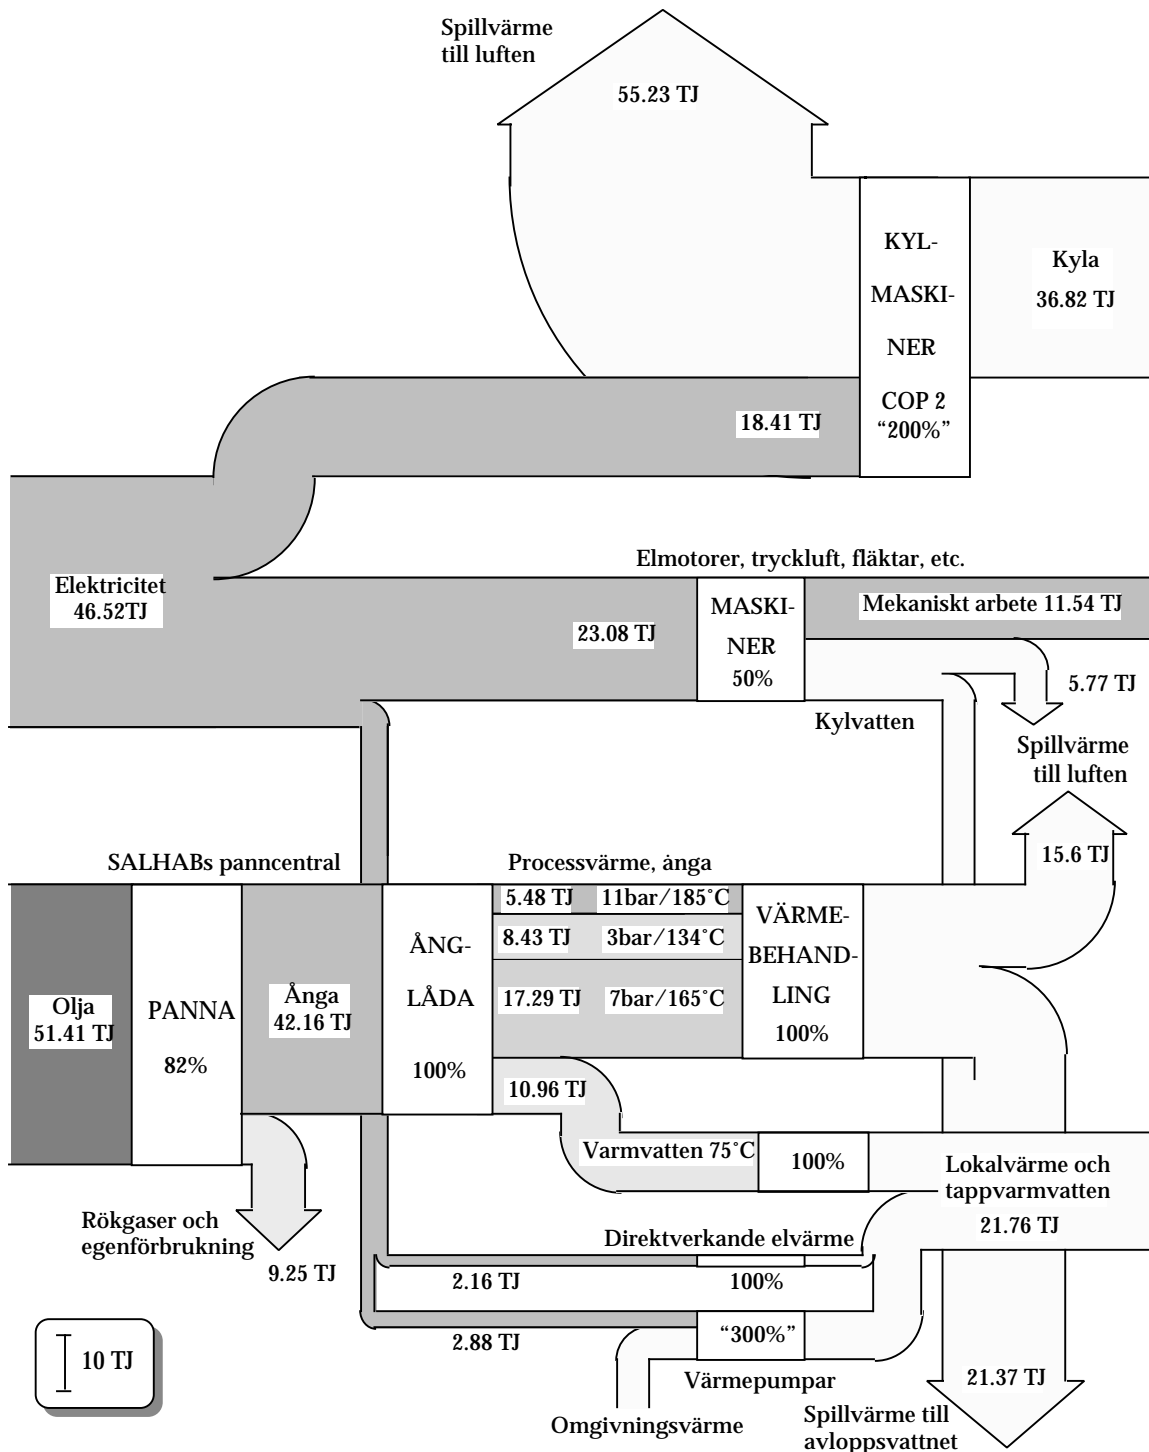 Spillvärme
till luften
55.23 TJ
KYL-
MASKI-
NER
COP 2
“200%”
Kyla
36.82 TJ
18.41 TJ
Elmotorer, tryckluft, fläktar, etc.
Elektricitet
46.52TJ
23.08 TJ
MASKI-
NER
50%
Mekaniskt arbete 11.54 TJ
5.77 TJ
Kylvatten
Spillvärme
till luften
SALHABs panncentral
Processvärme, ånga
15.6 TJ
5.48 TJ
11bar/185°C
8.43 TJ
3bar/134°C
17.29 TJ
7bar/165°C
Olja
51.41 TJ
PANNA
82%
Ånga
42.16 TJ
ÅNG-
LÅDA
100%
VÄRME-
BEHAND-
LING
100%
10.96 TJ
Varmvatten 75°C
100%
Lokalvärme och
tappvarmvatten
21.76 TJ
Rökgaser och
egenförbrukning
9.25 TJ
Direktverkande elvärme
2.16 TJ
100%
2.88 TJ
“300%”
Värmepumpar
10 TJ
Omgivningsvärme
21.37 TJ
Spillvärme till
avloppsvattnet